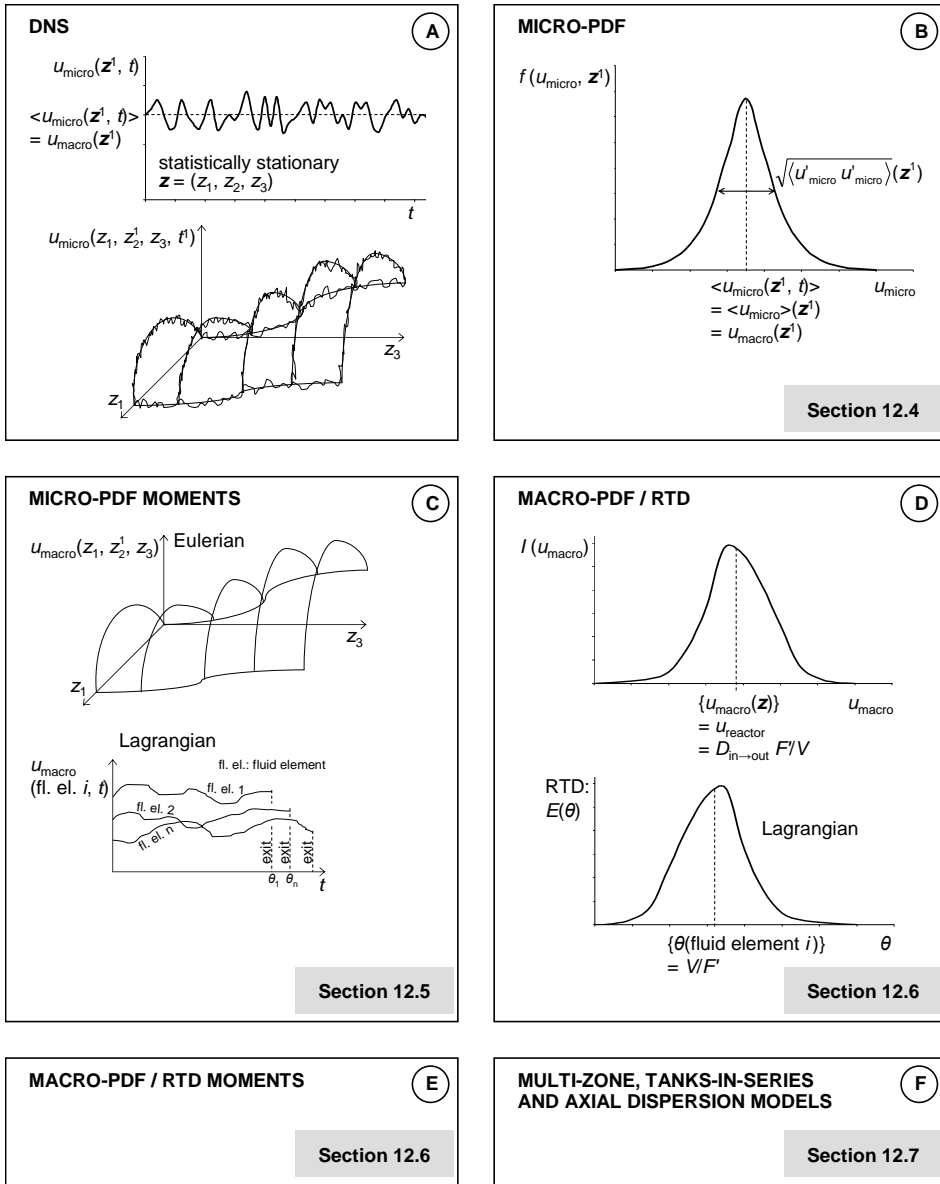 DNS
A
u_micro(z¹, t)
<u_micro(z¹, t)>
= u_macro(z¹)
statistically stationary
z = (z₁, z₂, z₃)
t
u_micro(z₁, z₂¹, z₃, t¹)
z₃
z₁
MICRO-PDF
B
f (u_micro, z¹)
√⟨u'_micro u'_micro⟩(z¹)
<u_micro(z¹, t)>
u_micro
= <u_micro>(z¹)
= u_macro(z¹)
Section 12.4
MICRO-PDF MOMENTS
C
u_macro(z₁, z₂¹, z₃)
Eulerian
z₃
z₁
Lagrangian
u_macro
(fl. el. i, t)
fl. el.: fluid element
fl. el. 1
fl. el. 2
fl. el. n
exit
exit
exit
θ₁
θₙ
t
Section 12.5
MACRO-PDF / RTD
D
I (u_macro)
{u_macro(z)}
u_macro
= u_reactor
= D_in→out F'/V
RTD:
E(θ)
Lagrangian
{θ(fluid element i)}
θ
= V/F'
Section 12.6
MACRO-PDF / RTD MOMENTS
E
Section 12.6
MULTI-ZONE, TANKS-IN-SERIES
AND AXIAL DISPERSION MODELS
F
Section 12.7